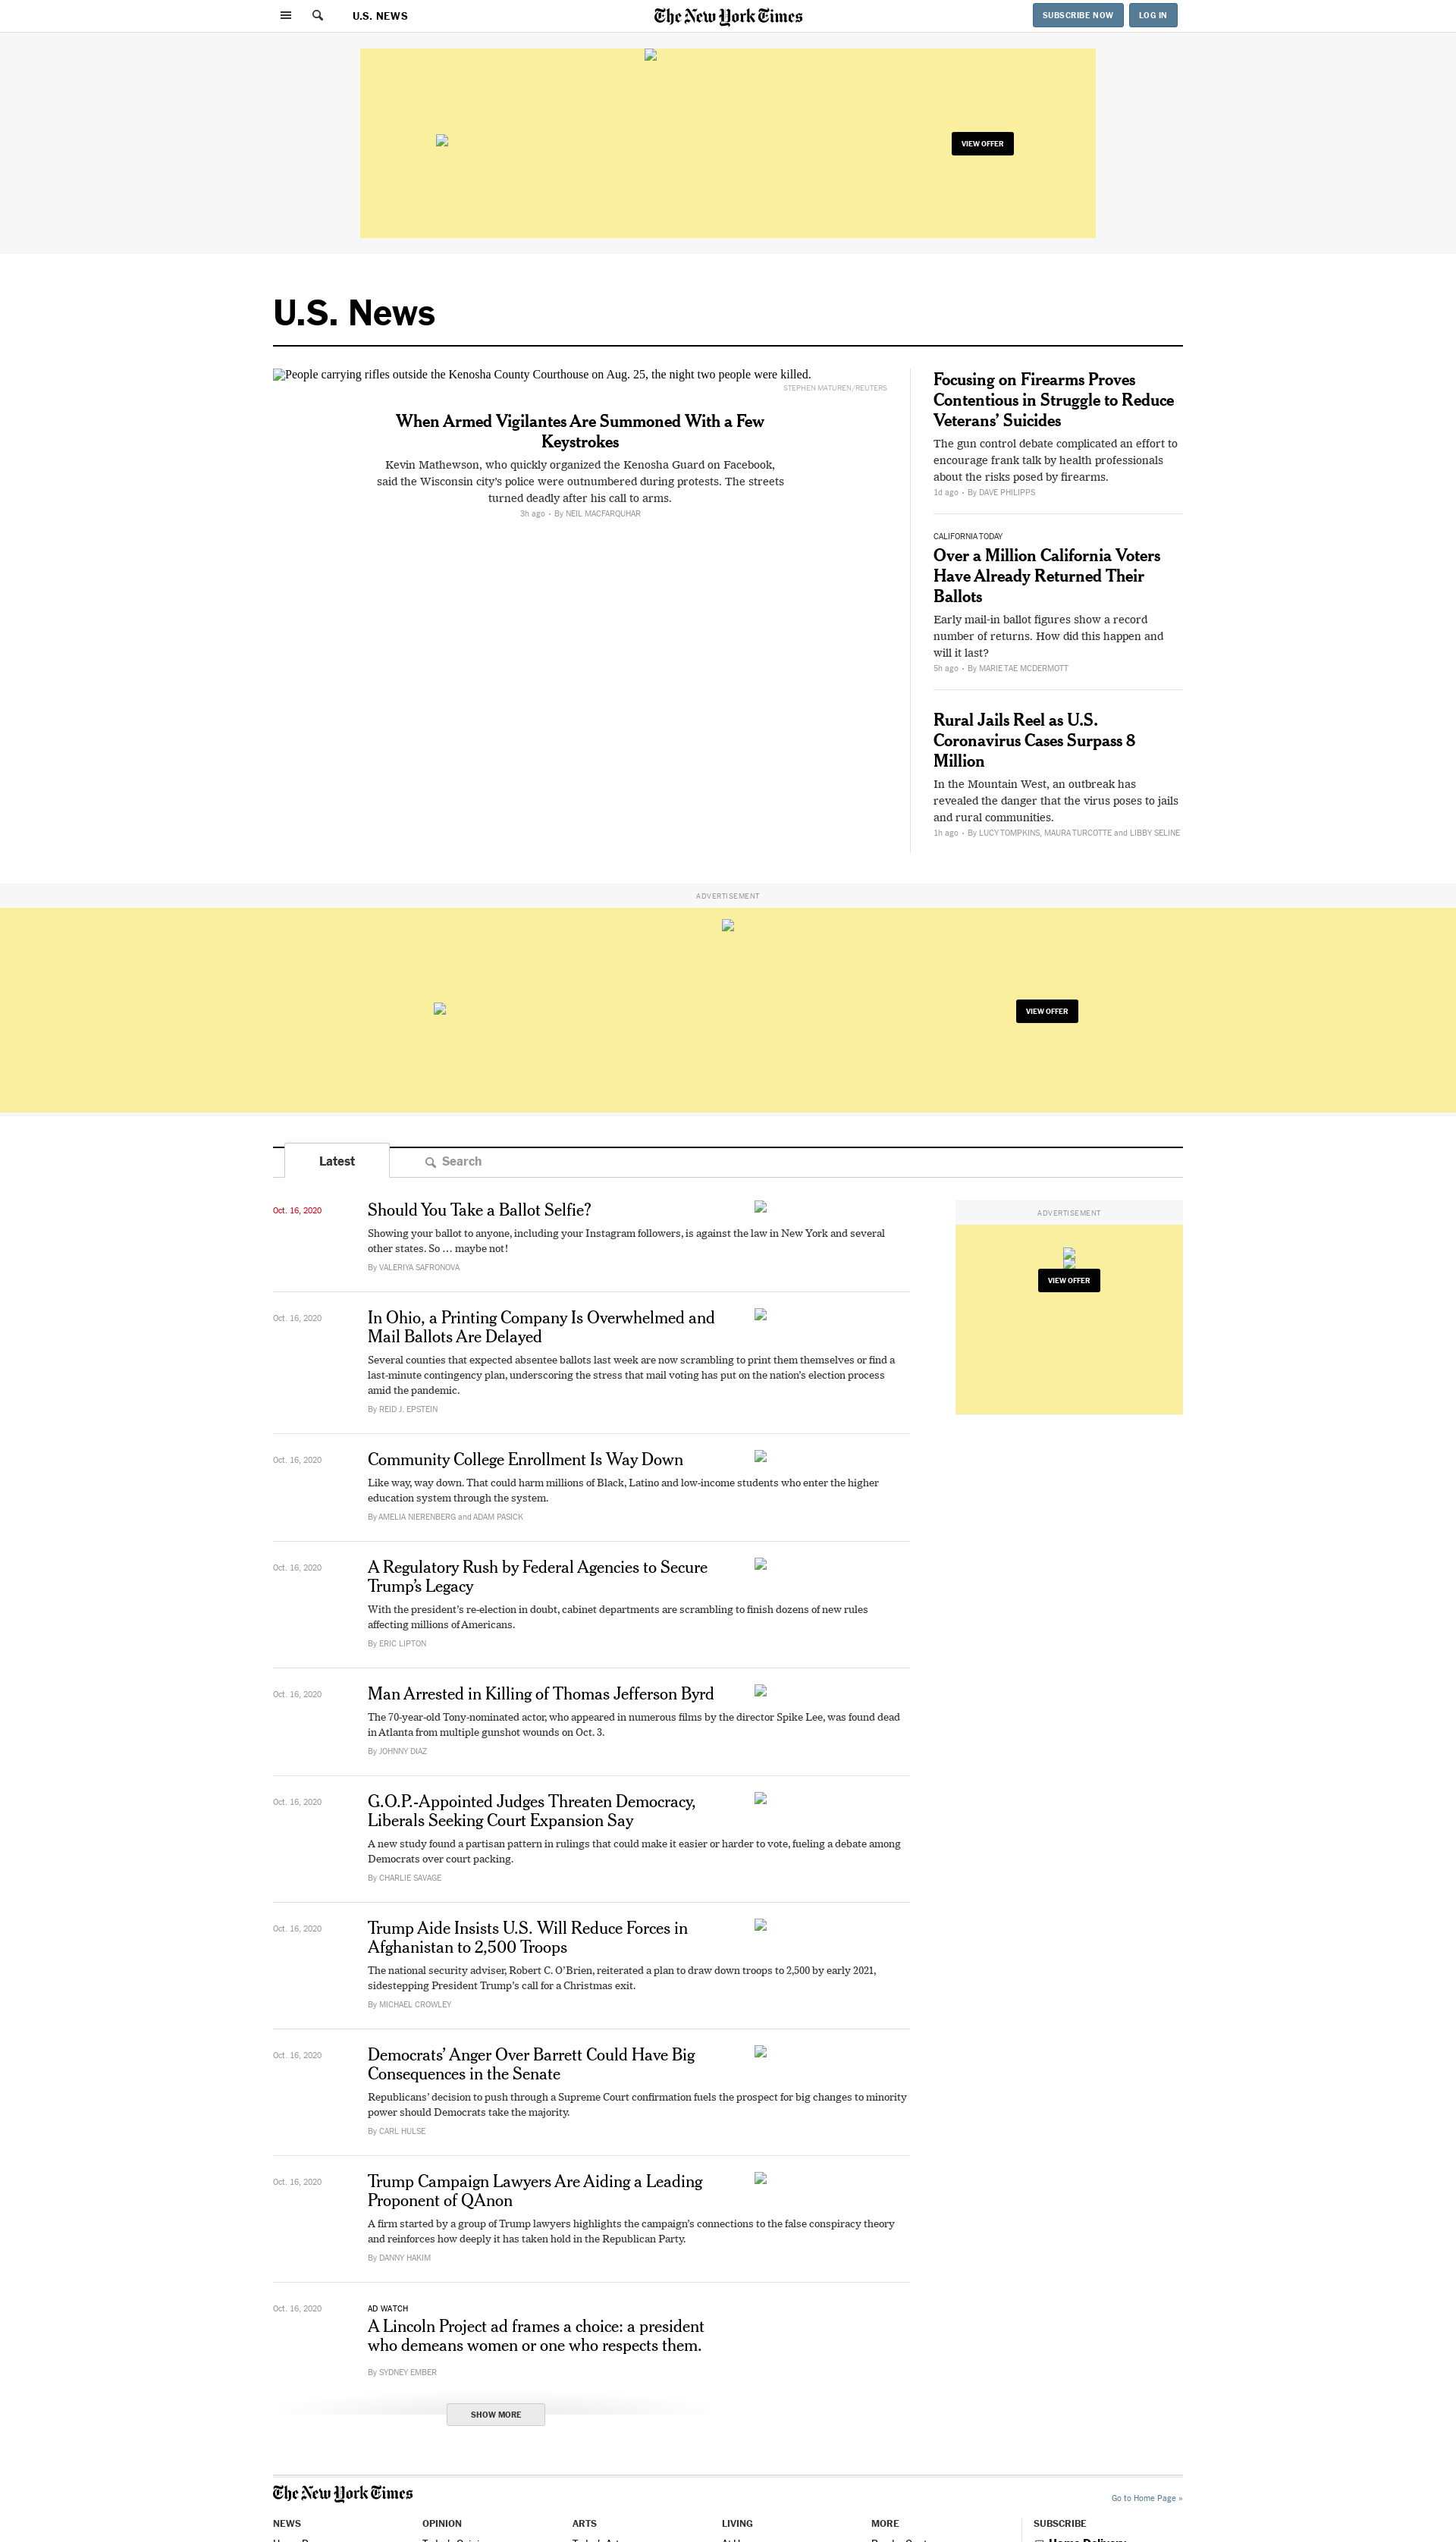 U.S. NEWS
The New York Times
SUBSCRIBE NOW
LOG IN
VIEW OFFER
U.S. News
People carrying rifles outside the Kenosha County Courthouse on Aug. 25, the night two people were killed.
STEPHEN MATUREN/REUTERS
When Armed Vigilantes Are Summoned With a Few
Keystrokes
Kevin Mathewson, who quickly organized the Kenosha Guard on Facebook,
said the Wisconsin city’s police were outnumbered during protests. The streets
turned deadly after his call to arms.
3h ago • By NEIL MACFARQUHAR
Focusing on Firearms Proves
Contentious in Struggle to Reduce
Veterans’ Suicides
The gun control debate complicated an effort to
encourage frank talk by health professionals
about the risks posed by firearms.
1d ago • By DAVE PHILIPPS
CALIFORNIA TODAY
Over a Million California Voters
Have Already Returned Their
Ballots
Early mail-in ballot figures show a record
number of returns. How did this happen and
will it last?
5h ago • By MARIE TAE MCDERMOTT
Rural Jails Reel as U.S.
Coronavirus Cases Surpass 8
Million
In the Mountain West, an outbreak has
revealed the danger that the virus poses to jails
and rural communities.
1h ago • By LUCY TOMPKINS, MAURA TURCOTTE and LIBBY SELINE
ADVERTISEMENT
VIEW OFFER
Latest
Search
Oct. 16, 2020
Should You Take a Ballot Selfie?
Showing your ballot to anyone, including your Instagram followers, is against the law in New York and several
other states. So … maybe not!
By VALERIYA SAFRONOVA
ADVERTISEMENT
VIEW OFFER
Oct. 16, 2020
In Ohio, a Printing Company Is Overwhelmed and
Mail Ballots Are Delayed
Several counties that expected absentee ballots last week are now scrambling to print them themselves or find a
last-minute contingency plan, underscoring the stress that mail voting has put on the nation’s election process
amid the pandemic.
By REID J. EPSTEIN
Oct. 16, 2020
Community College Enrollment Is Way Down
Like way, way down. That could harm millions of Black, Latino and low-income students who enter the higher
education system through the system.
By AMELIA NIERENBERG and ADAM PASICK
Oct. 16, 2020
A Regulatory Rush by Federal Agencies to Secure
Trump’s Legacy
With the president’s re-election in doubt, cabinet departments are scrambling to finish dozens of new rules
affecting millions of Americans.
By ERIC LIPTON
Oct. 16, 2020
Man Arrested in Killing of Thomas Jefferson Byrd
The 70-year-old Tony-nominated actor, who appeared in numerous films by the director Spike Lee, was found dead
in Atlanta from multiple gunshot wounds on Oct. 3.
By JOHNNY DIAZ
Oct. 16, 2020
G.O.P.-Appointed Judges Threaten Democracy,
Liberals Seeking Court Expansion Say
A new study found a partisan pattern in rulings that could make it easier or harder to vote, fueling a debate among
Democrats over court packing.
By CHARLIE SAVAGE
Oct. 16, 2020
Trump Aide Insists U.S. Will Reduce Forces in
Afghanistan to 2,500 Troops
The national security adviser, Robert C. O’Brien, reiterated a plan to draw down troops to 2,500 by early 2021,
sidestepping President Trump’s call for a Christmas exit.
By MICHAEL CROWLEY
Oct. 16, 2020
Democrats’ Anger Over Barrett Could Have Big
Consequences in the Senate
Republicans’ decision to push through a Supreme Court confirmation fuels the prospect for big changes to minority
power should Democrats take the majority.
By CARL HULSE
Oct. 16, 2020
Trump Campaign Lawyers Are Aiding a Leading
Proponent of QAnon
A firm started by a group of Trump lawyers highlights the campaign’s connections to the false conspiracy theory
and reinforces how deeply it has taken hold in the Republican Party.
By DANNY HAKIM
Oct. 16, 2020
AD WATCH
A Lincoln Project ad frames a choice: a president
who demeans women or one who respects them.
By SYDNEY EMBER
SHOW MORE
The New York Times
Go to Home Page »
NEWS
OPINION
ARTS
LIVING
MORE
SUBSCRIBE
Home Delivery